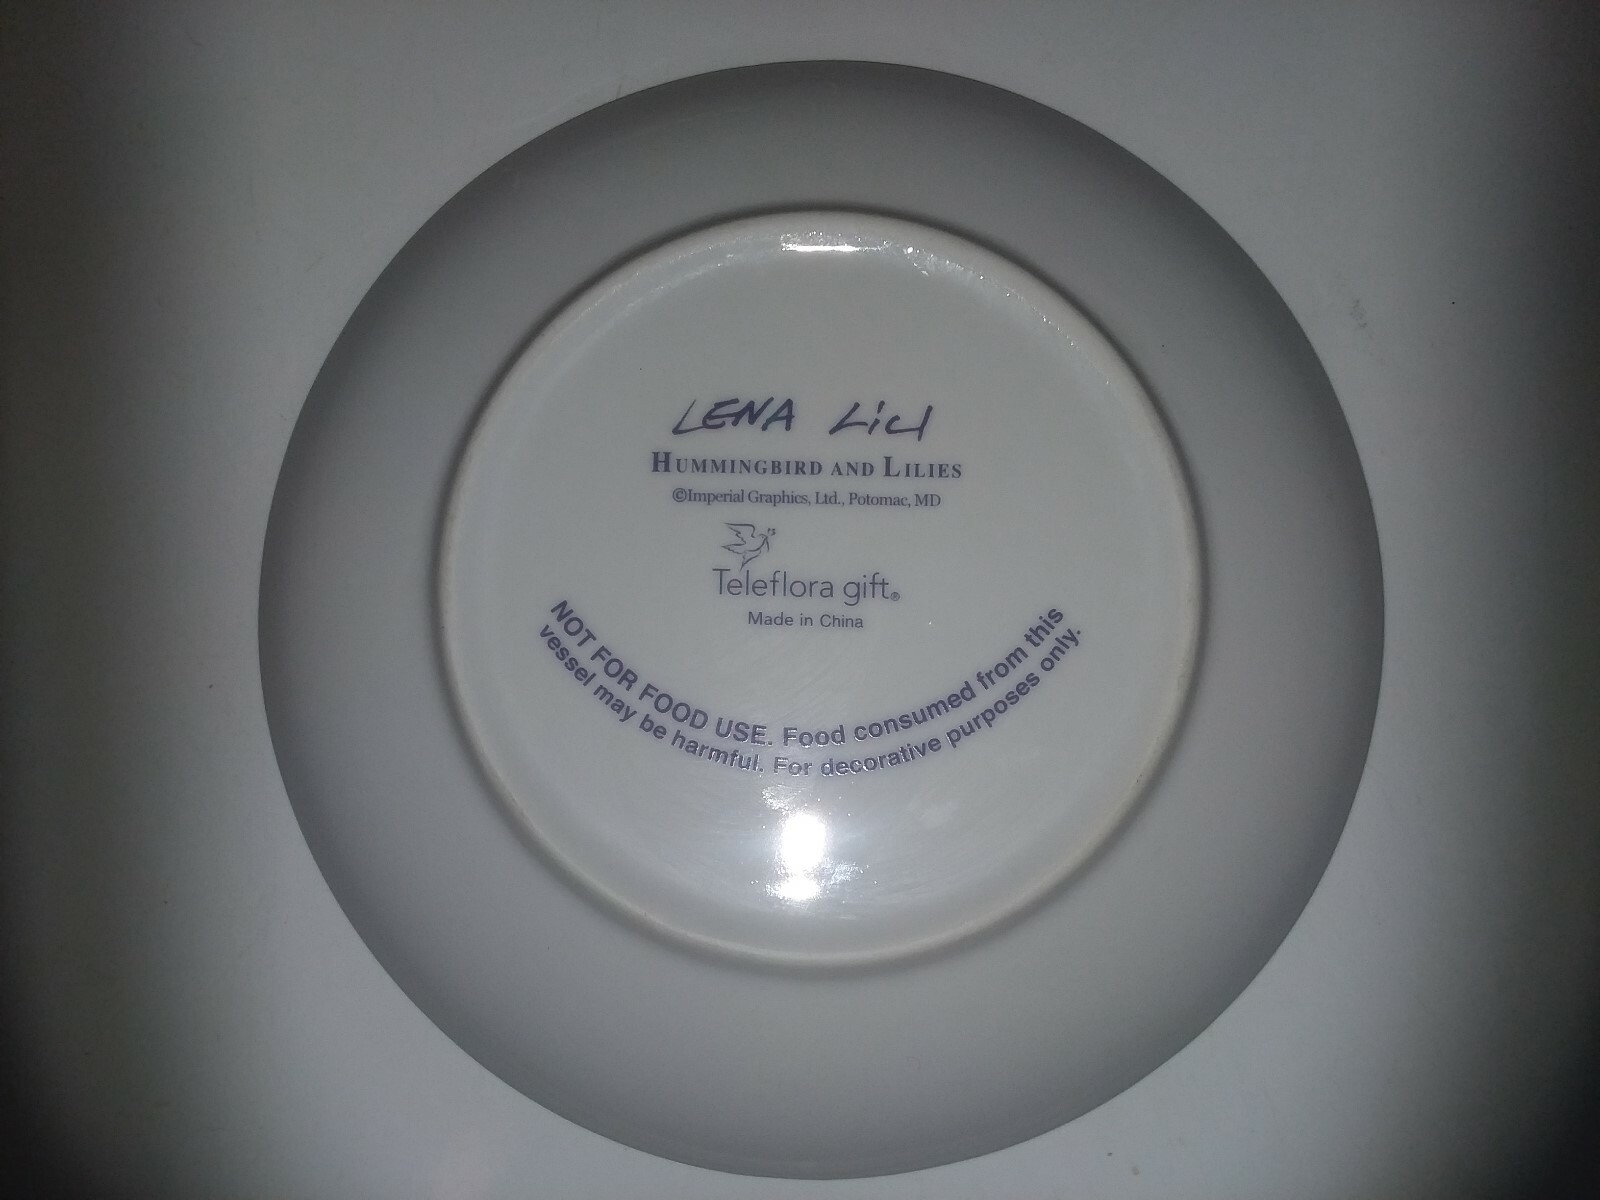 LENA LiU
HUMMINGBIRD AND LILIES
©Imperial Graphics, Ltd., Potomac, MD
Teleflora gift®
Made in China
NOT FOR FOOD USE. Food consumed from this
vessel may be harmful. For decorative purposes only.